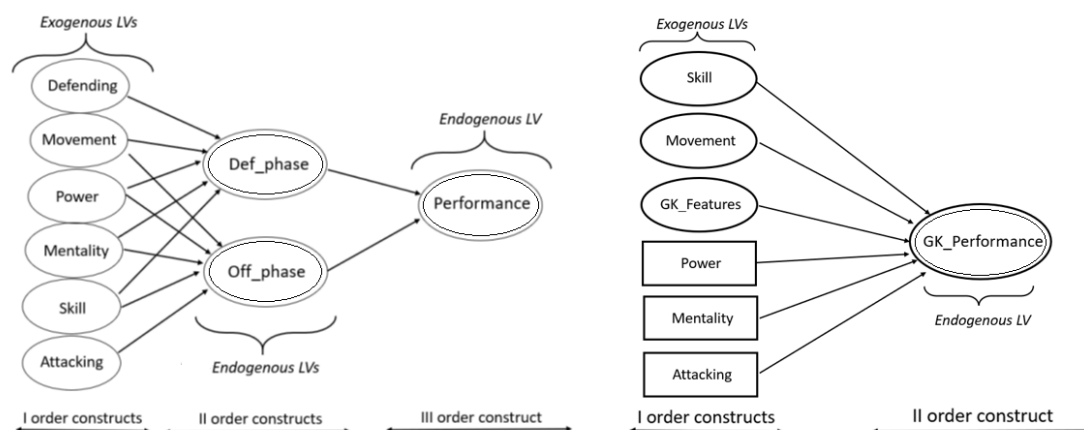 Exogenous LVs
Defending
Movement
Power
Mentality
Skill
Attacking
Def_phase
Off_phase
Endogenous LVs
Endogenous LV
Performance
I order constructs
II order constructs
III order construct
Exogenous LVs
Skill
Movement
GK_Features
Power
Mentality
Attacking
GK_Performance
Endogenous LV
I order constructs
II order construct